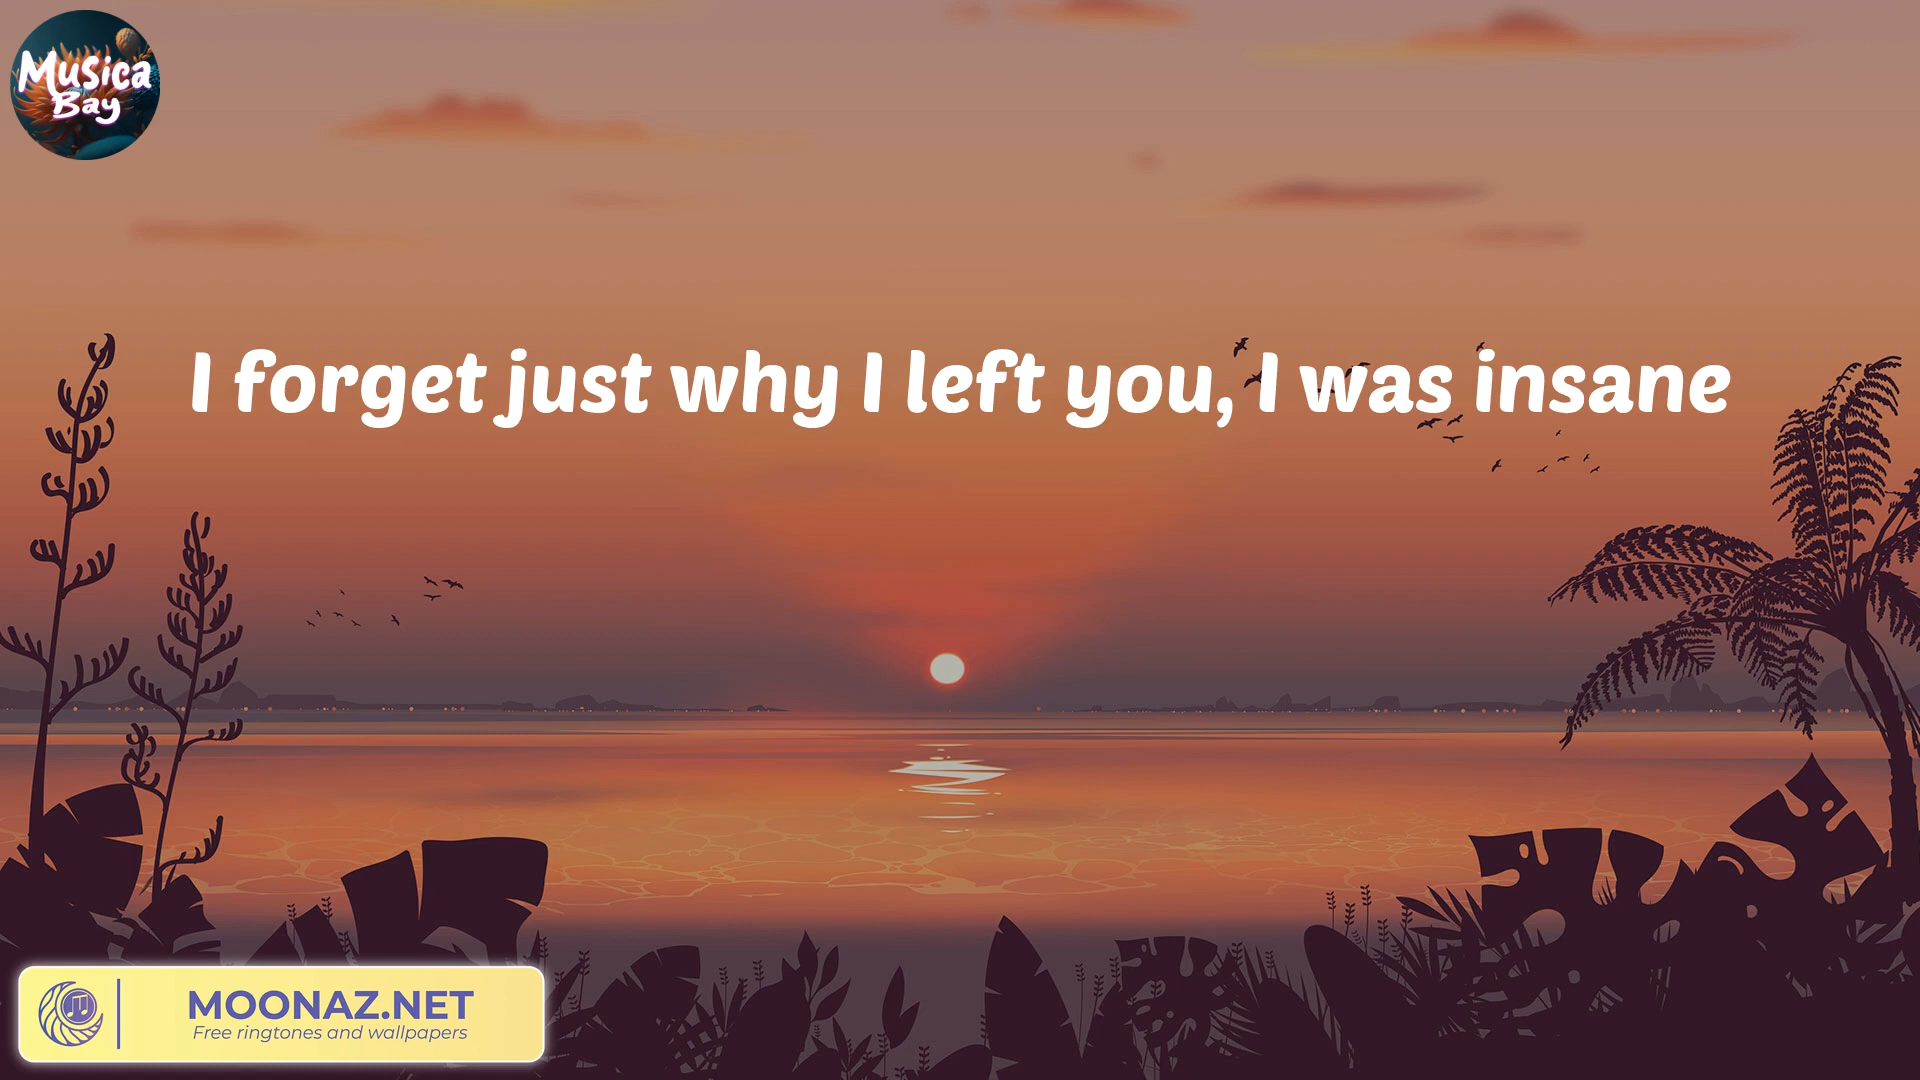 Musica
Bay
I forget just why I left you, I was insane
MOONAZ.NET
Free ringtones and wallpapers